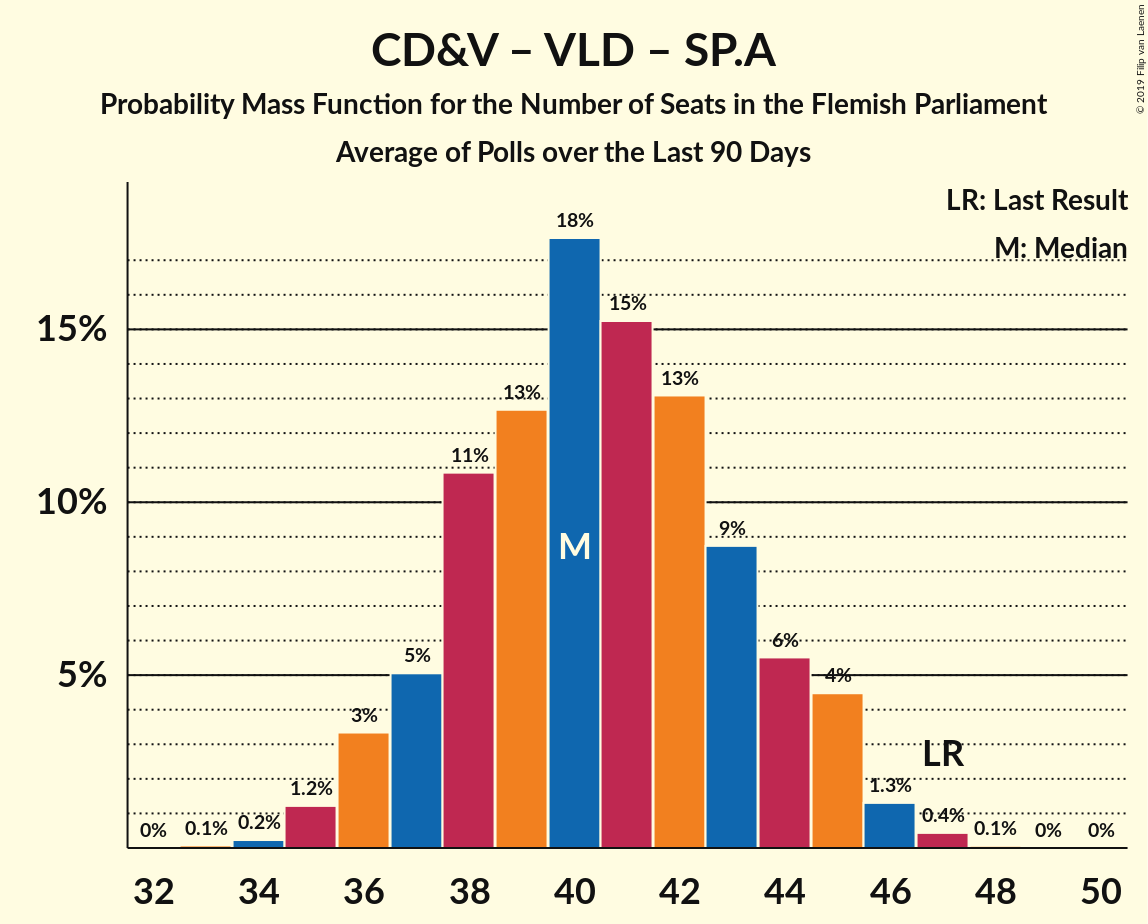 CD&V – VLD – SP.A
Probability Mass Function for the Number of Seats in the Flemish Parliament
Average of Polls over the Last 90 Days
© 2019 Filip van Laenen
LR: Last Result
M: Median
15%
10%
5%
0%
0.1%
0.2%
1.2%
3%
5%
11%
13%
18%
15%
13%
9%
6%
4%
1.3%
0.4%
0.1%
0%
0%
M
LR
32 34 36 38 40 42 44 46 48 50